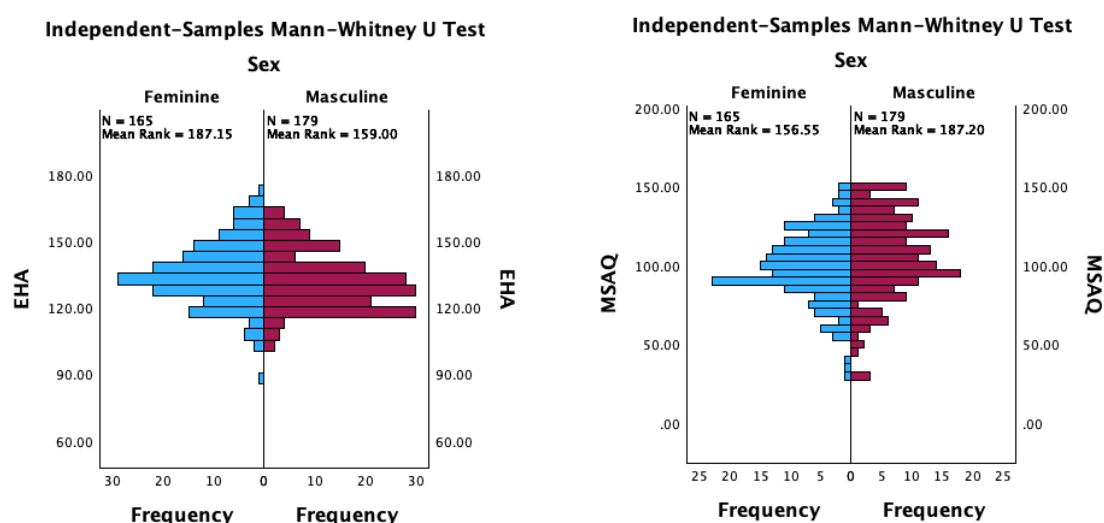 Independent-Samples Mann-Whitney U Test
Sex
Feminine Masculine
N = 165 N = 179
Mean Rank = 187.15 Mean Rank = 159.00
180.00 180.00
150.00 150.00
EHA EHA
120.00 120.00
90.00 90.00
60.00 60.00
30 20 10 0 10 20 30
Frequency Frequency
Independent-Samples Mann-Whitney U Test
Sex
Feminine Masculine
200.00 200.00
N = 165 N = 179
Mean Rank = 156.55 Mean Rank = 187.20
150.00 150.00
MSAQ MSAQ
100.00 100.00
50.00 50.00
.00 .00
25 20 15 10 5 0 5 10 15 20 25
Frequency Frequency